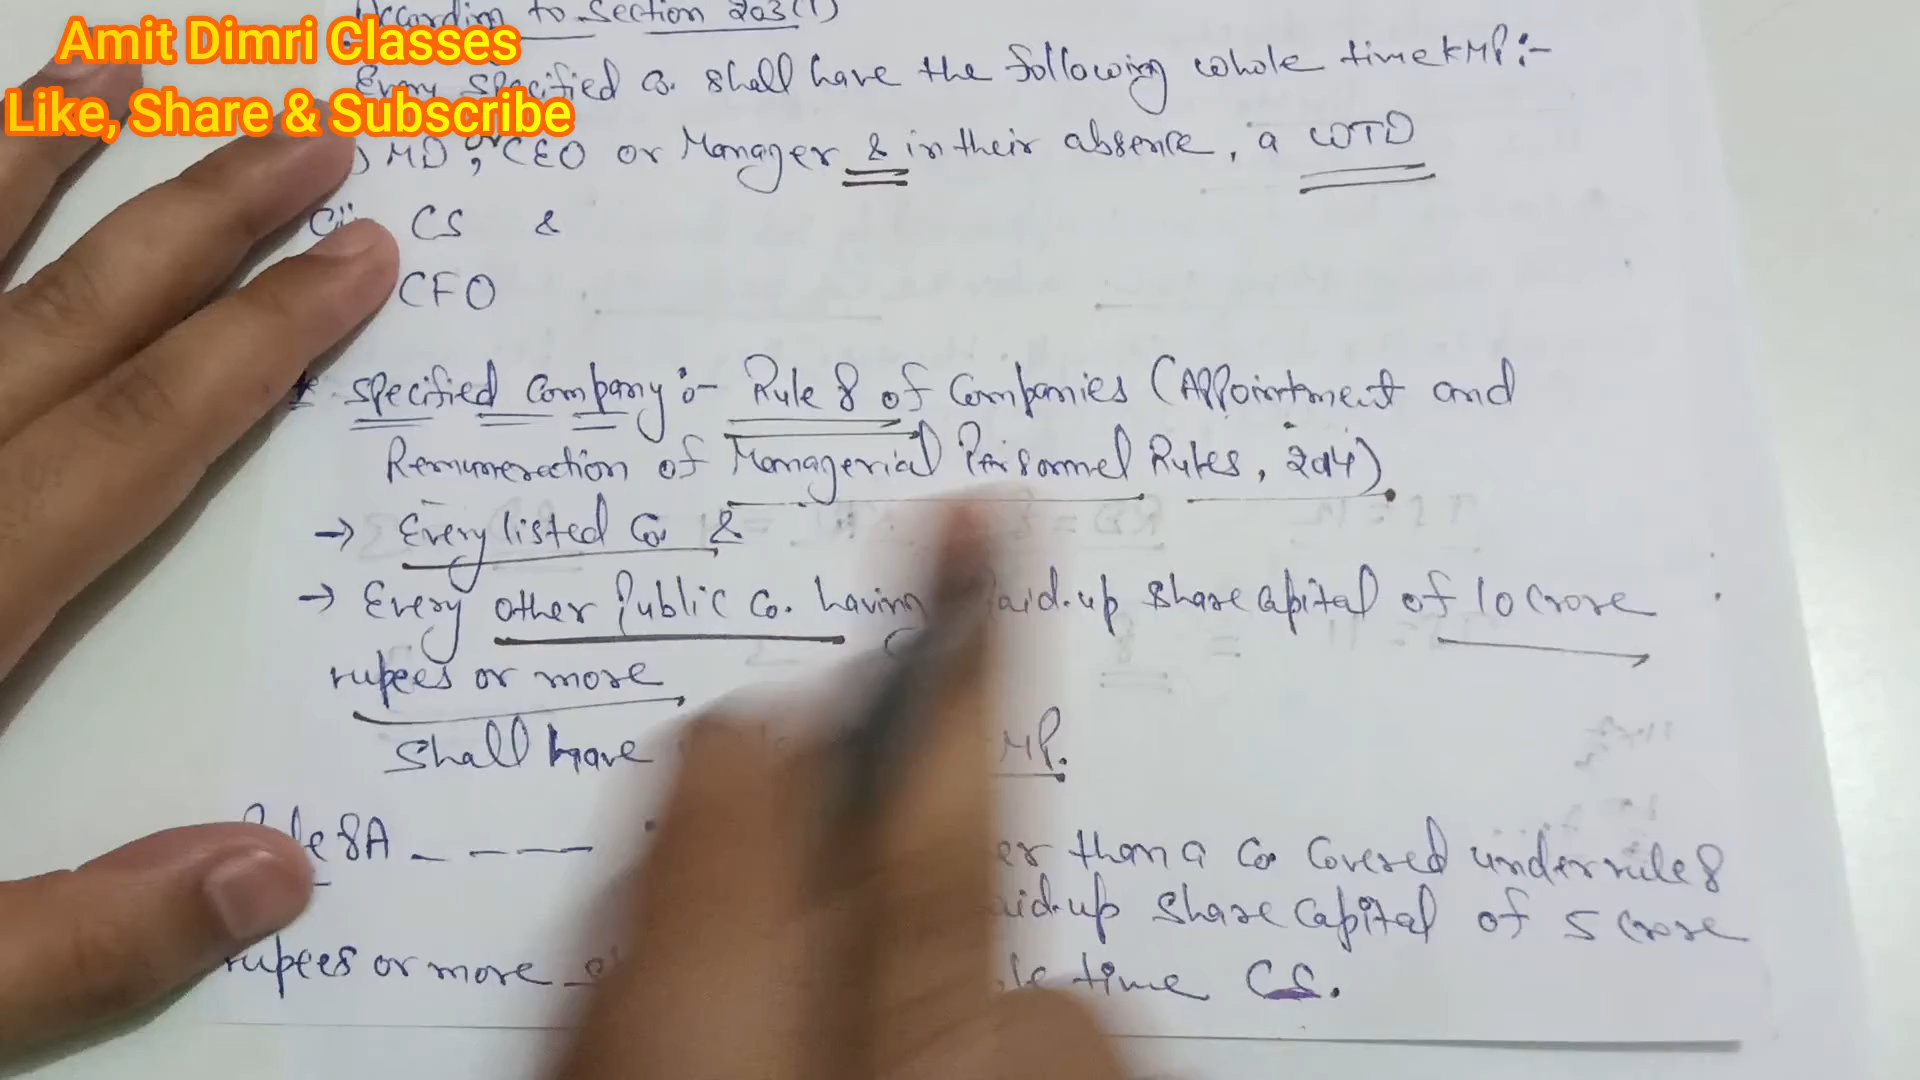 According to Section 203(1)
Amit Dimri Classes
Every specified Co. shall have the following whole time KMP:-
Like, Share & Subscribe
MD, or CEO or Manager & in their absence, a WTD
(ii) CS &
CFO
* Specified Company:- Rule 8 of Companies (Appointment and
Remuneration of Managerial Personnel Rules, 2014)
→ Every listed Co &
→ Every other Public Co. having Paid-up share capital of 10 crore
rupees or more
shall have
Rule 8A _ - — —
than a Co Covered under rule 8
share capital of 5 crore
rupees or more
time CS.